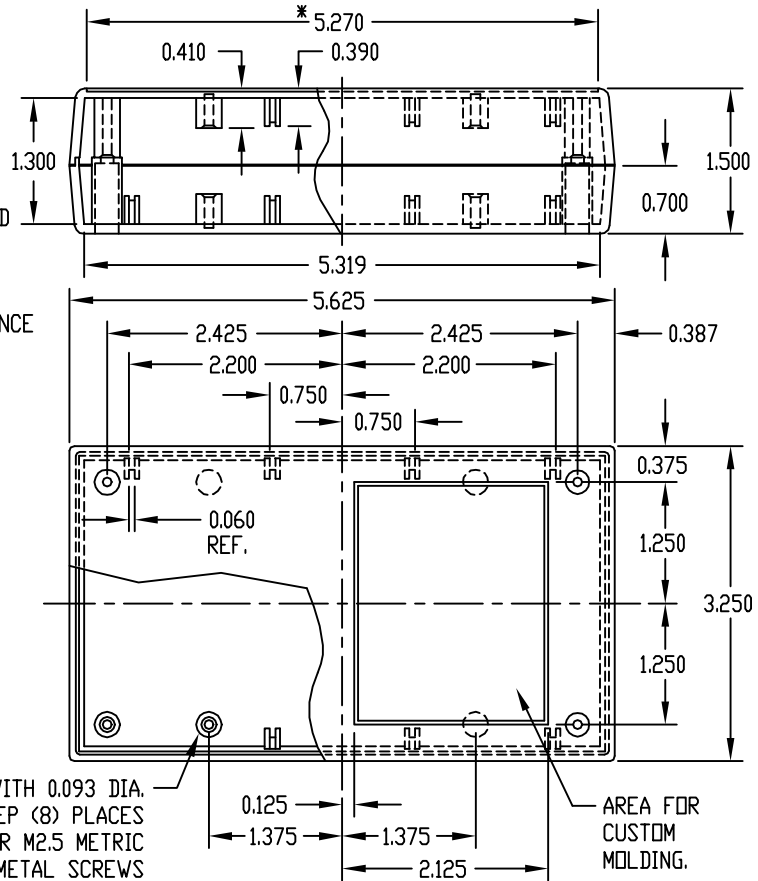 *
5.270
0.410
0.390
1.300
1.500
0.700
D
5.319
5.625
NCE
2.425
2.425
0.387
2.200
2.200
0.750
0.750
0.375
0.060
REF.
1.250
3.250
1.250
WITH 0.093 DIA.
EP (8) PLACES
R M2.5 METRIC
METAL SCREWS
0.125
1.375
1.375
2.125
AREA FOR
CUSTOM
MOLDING.